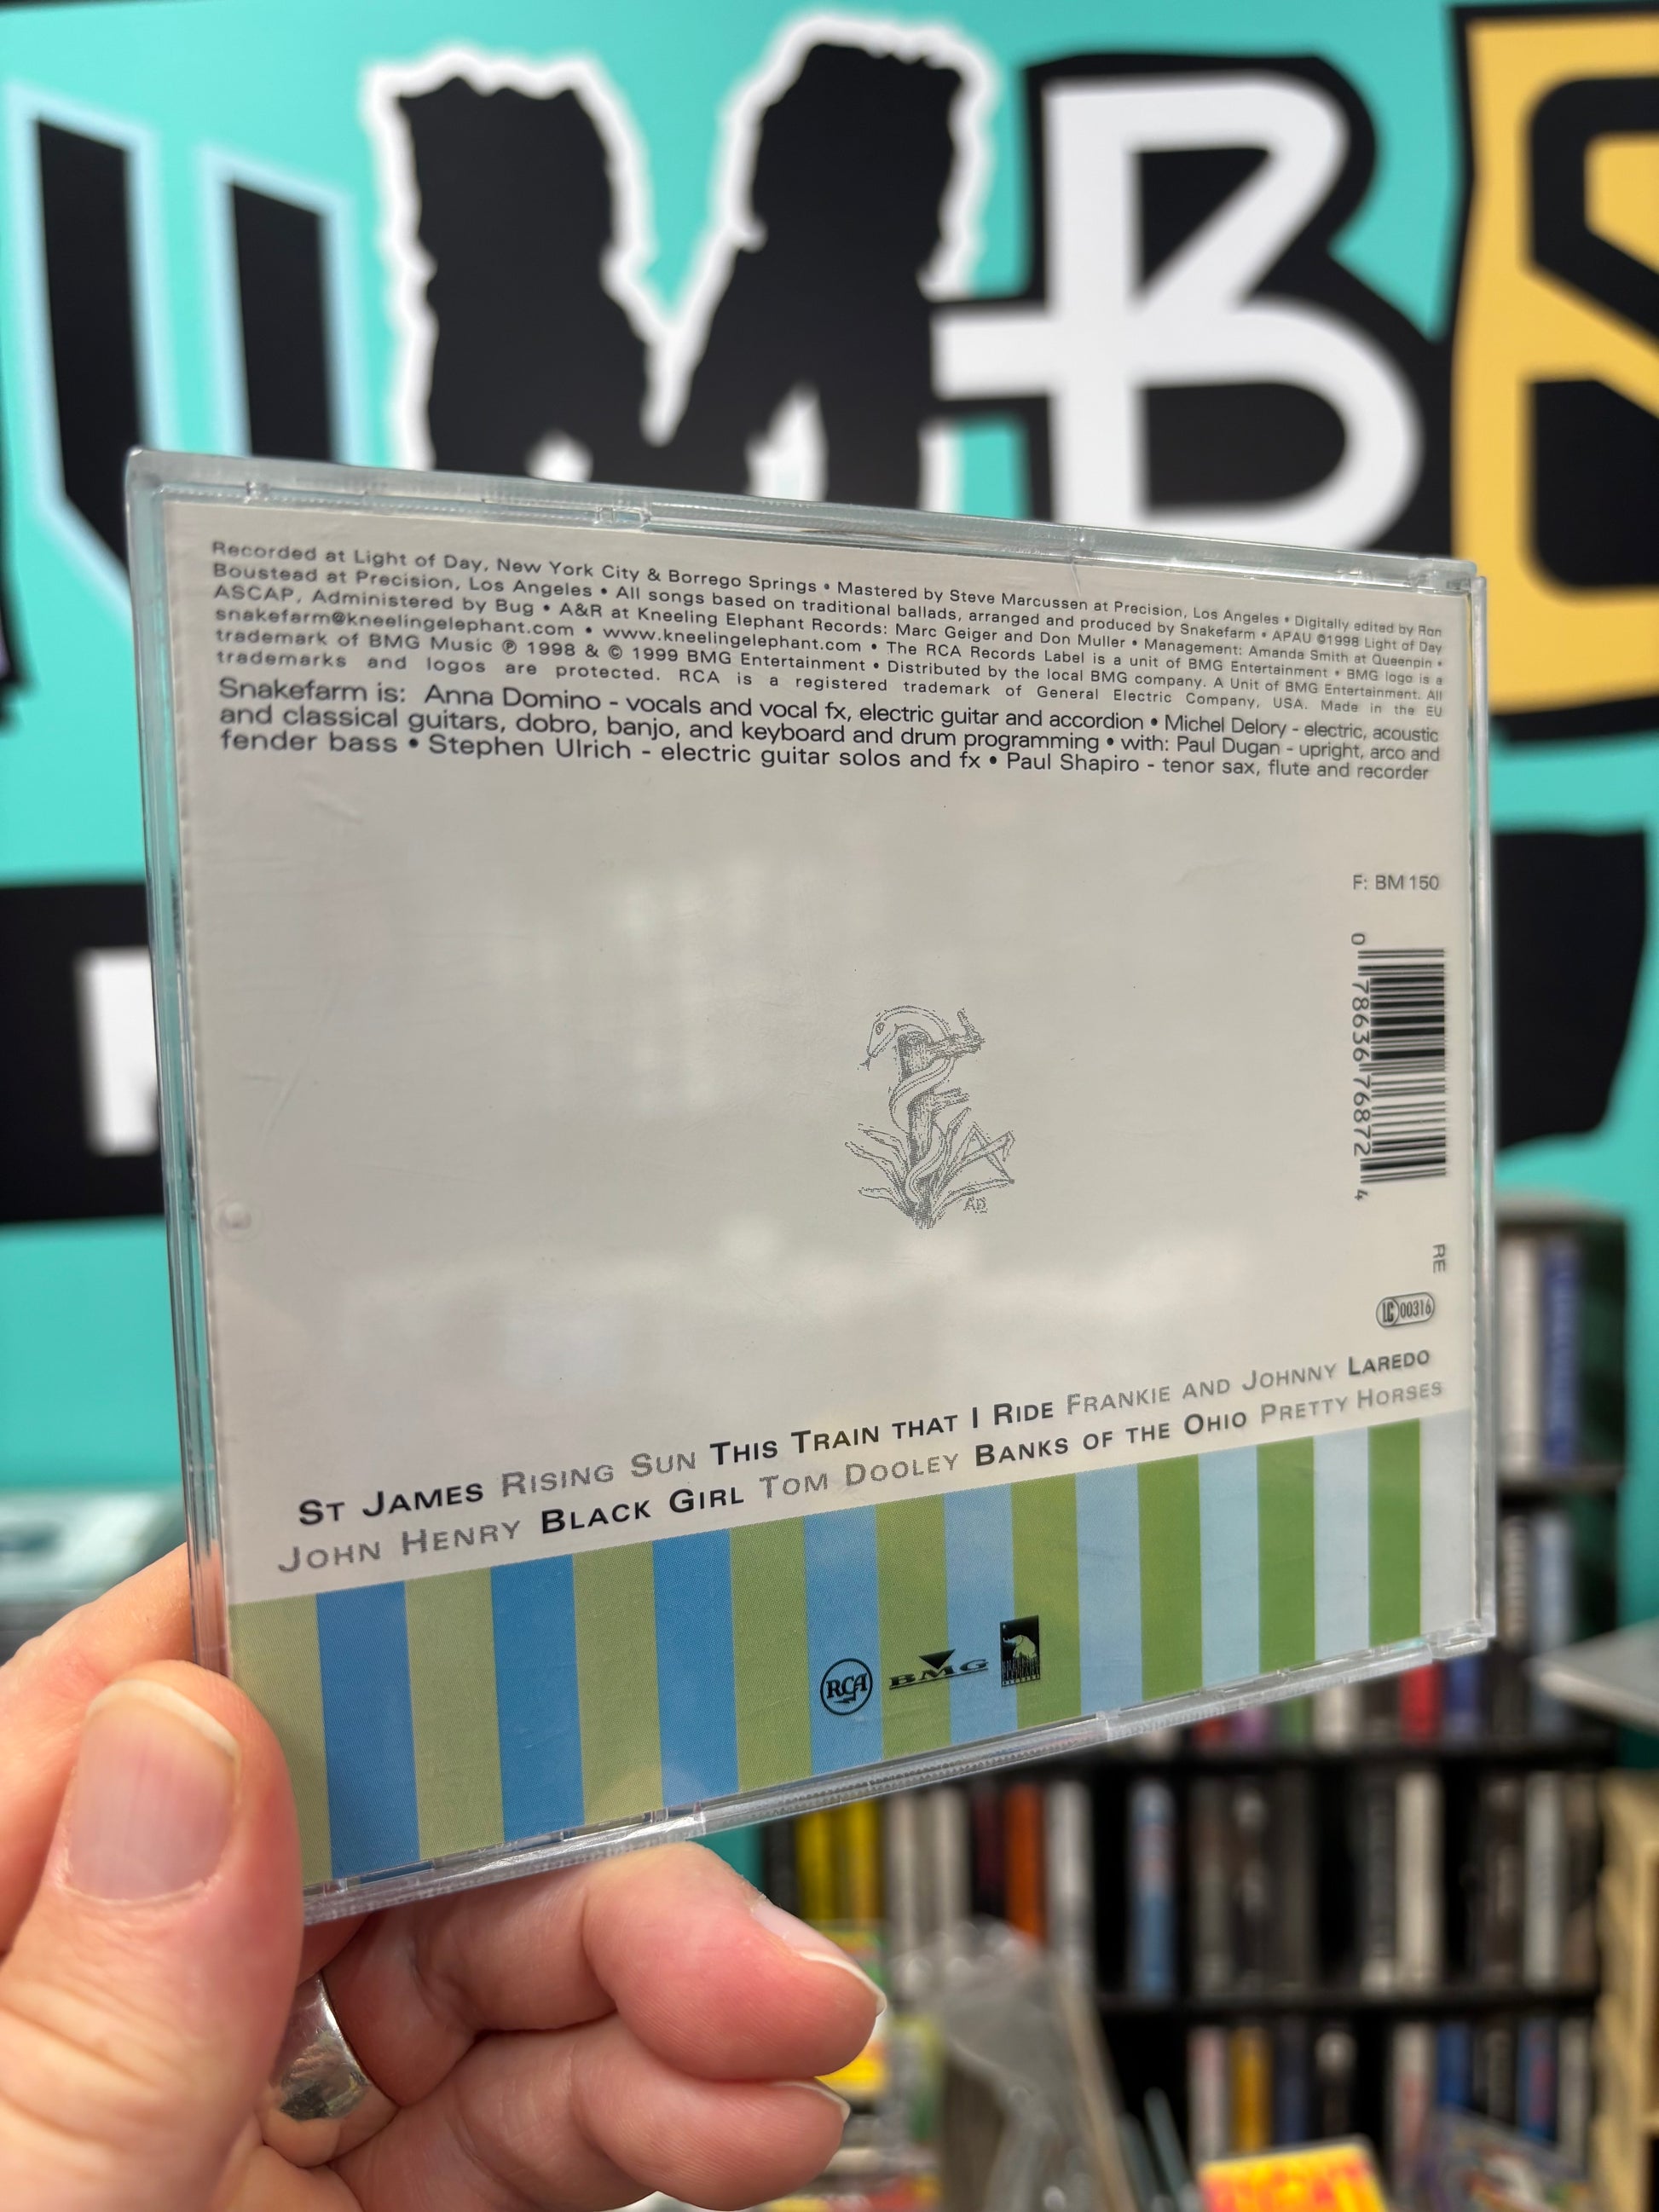 UMBS
Recorded at Light of Day, New York City & Borrego Springs • Mastered by Steve Marcussen at Precision, Los Angeles • Digitally edited by Ron
Boustead at Precision, Los Angeles • All songs based on traditional ballads, arranged and produced by Snakefarm • APAU ©1998 Light of Day
ASCAP, Administered by Bug • A&R at Kneeling Elephant Records: Marc Geiger and Don Muller • Management: Amanda Smith at Queenpin •
snakefarm@kneelingelephant.com • www.kneelingelephant.com • The RCA Records Label is a unit of BMG Entertainment • BMG logo is a
trademark of BMG Music ℗ 1998 & © 1999 BMG Entertainment • Distributed by the local BMG company. A Unit of BMG Entertainment. All
trademarks and logos are protected. RCA is a registered trademark of General Electric Company, USA. Made in the EU
Snakefarm is: Anna Domino - vocals and vocal fx, electric guitar and accordion • Michel Delory - electric, acoustic
and classical guitars, dobro, banjo, and keyboard and drum programming • with: Paul Dugan - upright, arco and
fender bass • Stephen Ulrich - electric guitar solos and fx • Paul Shapiro - tenor sax, flute and recorder
F: BM 150
0 78636 76872 4
AD
RE
LC 00316
ST JAMES RISING SUN THIS TRAIN THAT I RIDE FRANKIE AND JOHNNY LAREDO
JOHN HENRY BLACK GIRL TOM DOOLEY BANKS OF THE OHIO PRETTY HORSES
RCA BMG